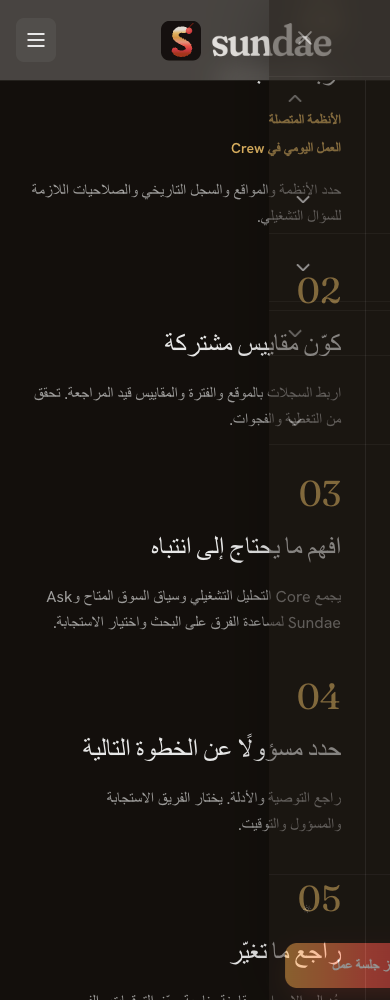 sundae
الأنظمة المتصلة
العمل اليومي في Crew
حدد الأنظمة والمواقع والسجل التاريخي والصلاحيات اللازمة
للسؤال التشغيلي.
02
كوّن مقاييس مشتركة
اربط السجلات بالموقع والفترة والمقاييس قيد المراجعة. تحقق
من التغطية والفجوات.
03
افهم ما يحتاج إلى انتباه
يجمع Core التحليل التشغيلي وسياق السوق المتاح وAsk
Sundae لمساعدة الفرق على البحث واختيار الاستجابة.
04
حدد مسؤولًا عن الخطوة التالية
راجع التوصية والأدلة. يختار الفريق الاستجابة
والمسؤول والتوقيت.
05
راجع ما تغيّر
جلسة عمل